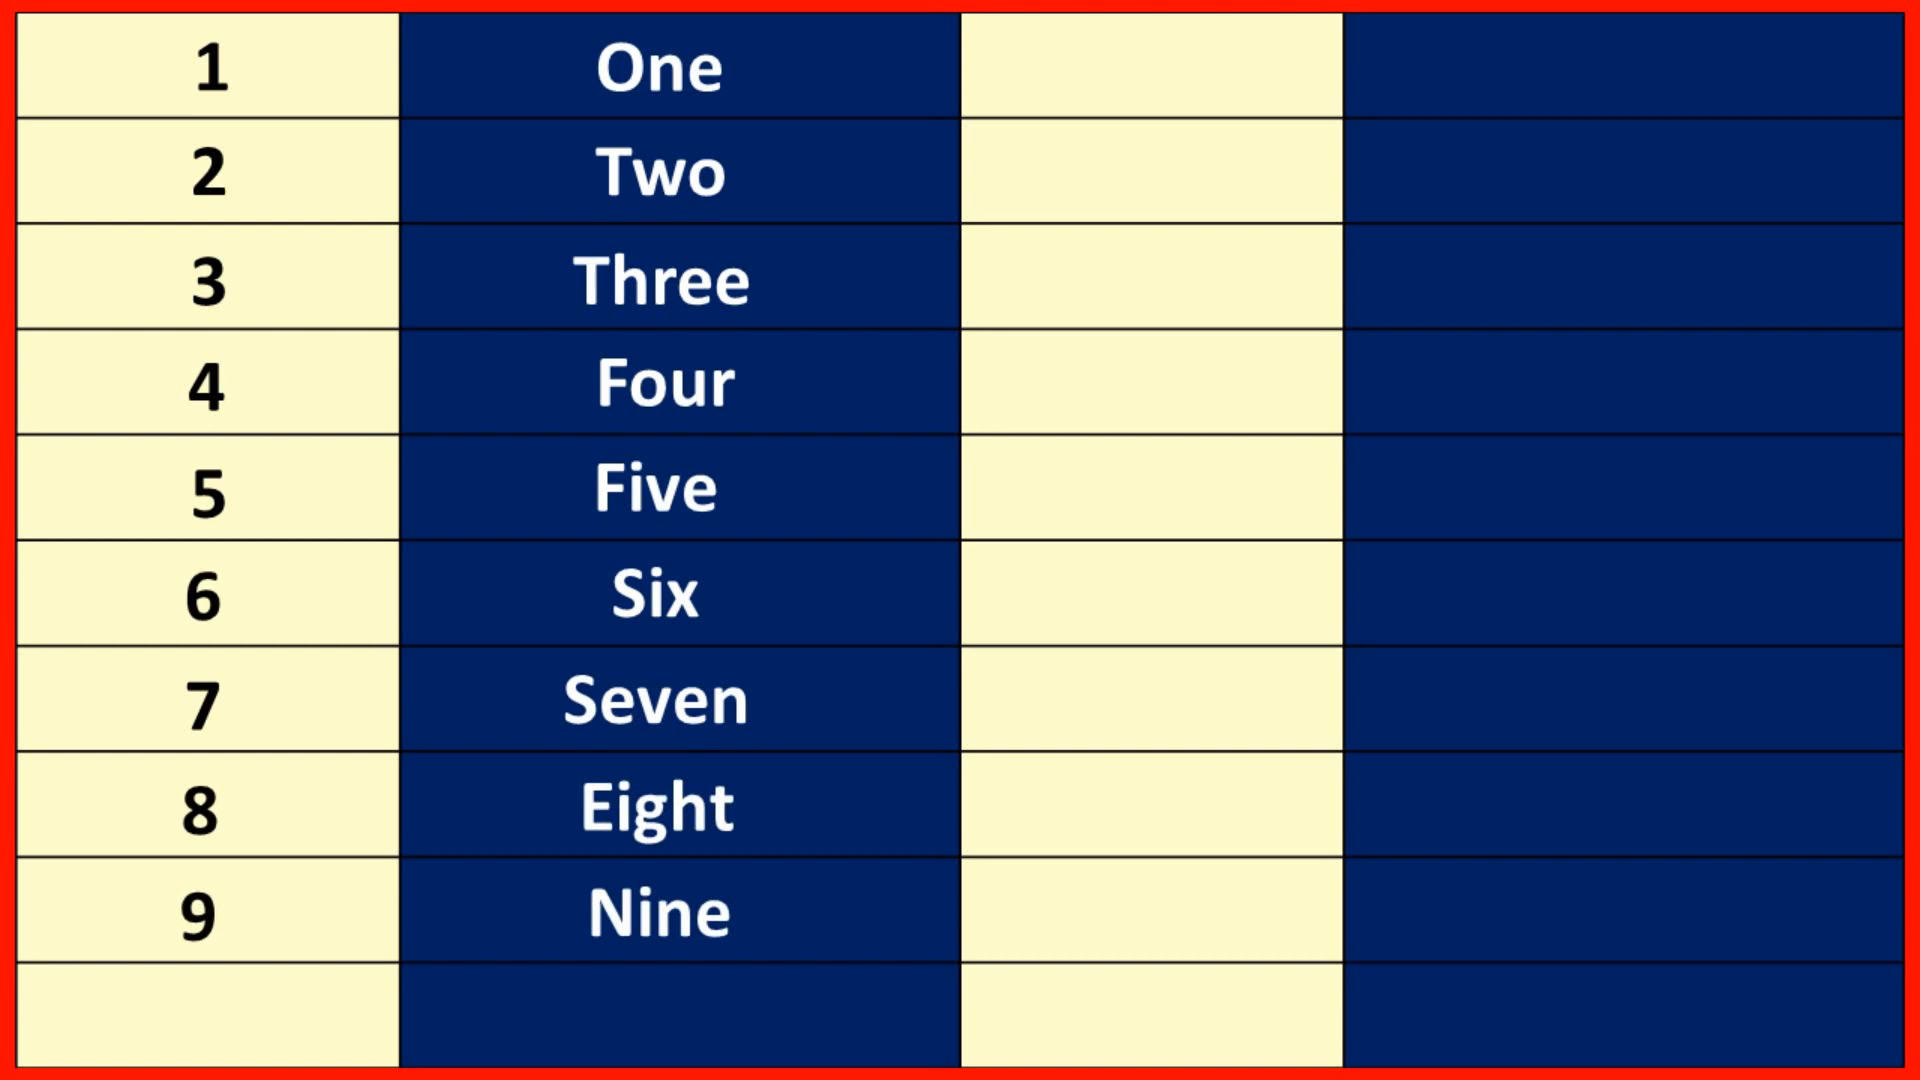 1 One
2 Two
3 Three
4 Four
5 Five
6 Six
7 Seven
8 Eight
9 Nine